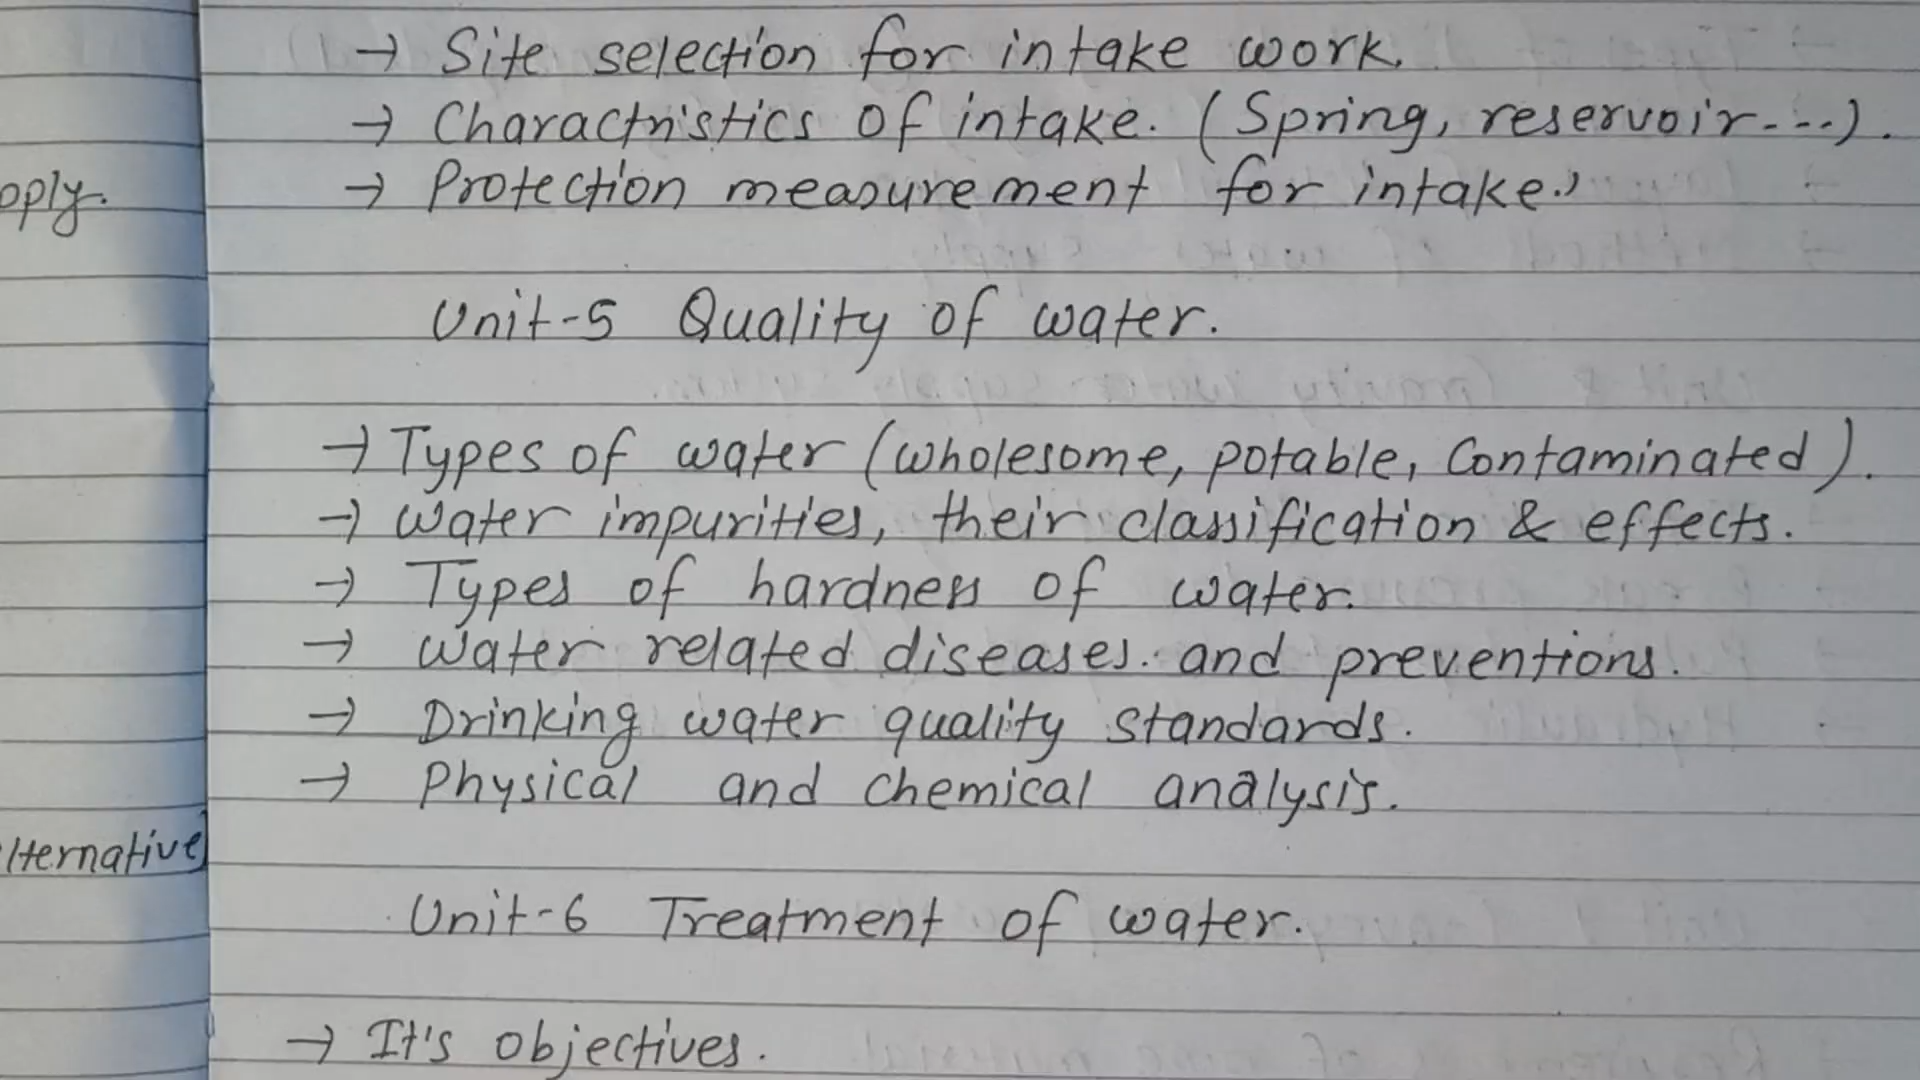 → Site selection for intake work.
→ Charactristics of intake. (Spring, reservoir---).
→ Protection measurement for intake.
pply.
Unit-5 Quality of water.
→ Types of water (wholesome, potable, Contaminated).
→ Water impurities, their classification & effects.
→ Types of hardness of water.
→ Water related diseases. and preventions.
→ Drinking water quality standards.
→ Physical and chemical analysis.
lternative
Unit-6 Treatment of water.
→ It's objectives.